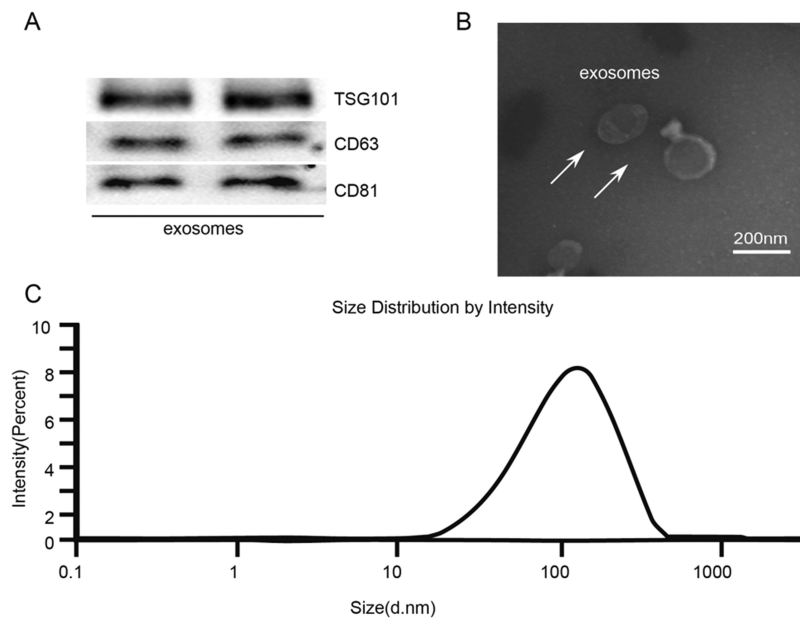 A
TSG101
CD63
CD81
exosomes
B
exosomes
200nm
C
Size Distribution by Intensity
Intensity(Percent)
10
8
6
4
2
0
0.1
1
10
100
1000
Size(d.nm)